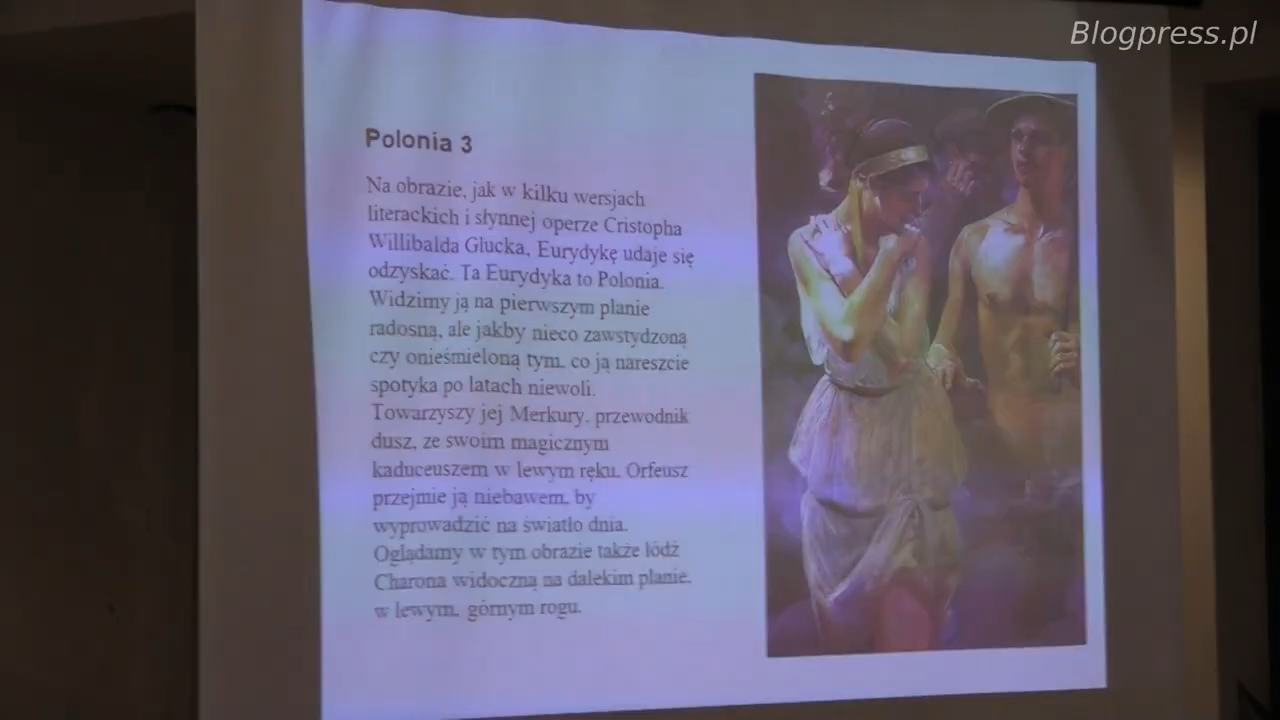 Blogpress.pl
Polonia 3
Na obrazie, jak w kilku wersjach
literackich i słynnej operze Cristopha
Willibalda Glucka, Eurydykę udaje się
odzyskać. Ta Eurydyka to Polonia.
Widzimy ją na pierwszym planie
radosną, ale jakby nieco zawstydzoną
czy onieśmieloną tym, co ją nareszcie
spotyka po latach niewoli.
Towarzyszy jej Merkury, przewodnik
dusz, ze swoim magicznym
kaduceuszem w lewym ręku. Orfeusz
przejmie ją niebawem, by
wyprowadzić na światło dnia.
Oglądamy w tym obrazie także łódź
Charona widoczną na dalekim planie,
w lewym, górnym rogu.